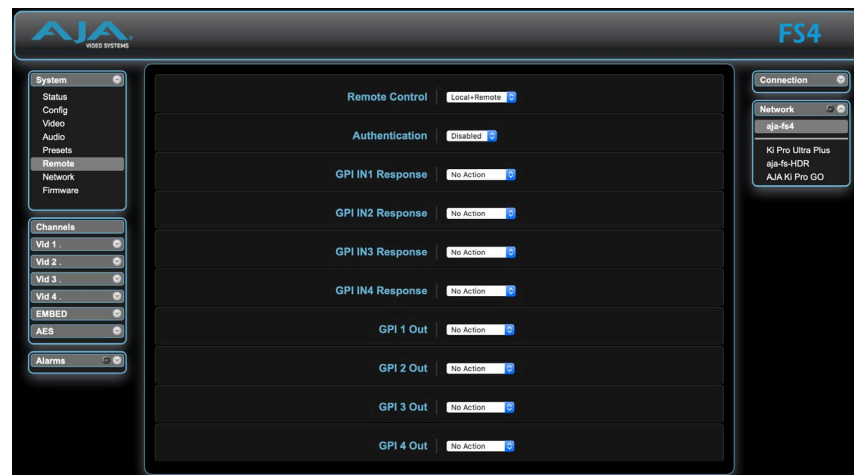 AJA
VIDEO SYSTEMS
FS4
System
Status
Config
Video
Audio
Presets
Remote
Network
Firmware
Channels
Vid 1 .
Vid 2 .
Vid 3 .
Vid 4 .
EMBED
AES
Alarms
Remote Control Local+Remote
Authentication Disabled
GPI IN1 Response No Action
GPI IN2 Response No Action
GPI IN3 Response No Action
GPI IN4 Response No Action
GPI 1 Out No Action
GPI 2 Out No Action
GPI 3 Out No Action
GPI 4 Out No Action
Connection
Network
aja-fs4
Ki Pro Ultra Plus
aja-fs-HDR
AJA Ki Pro GO